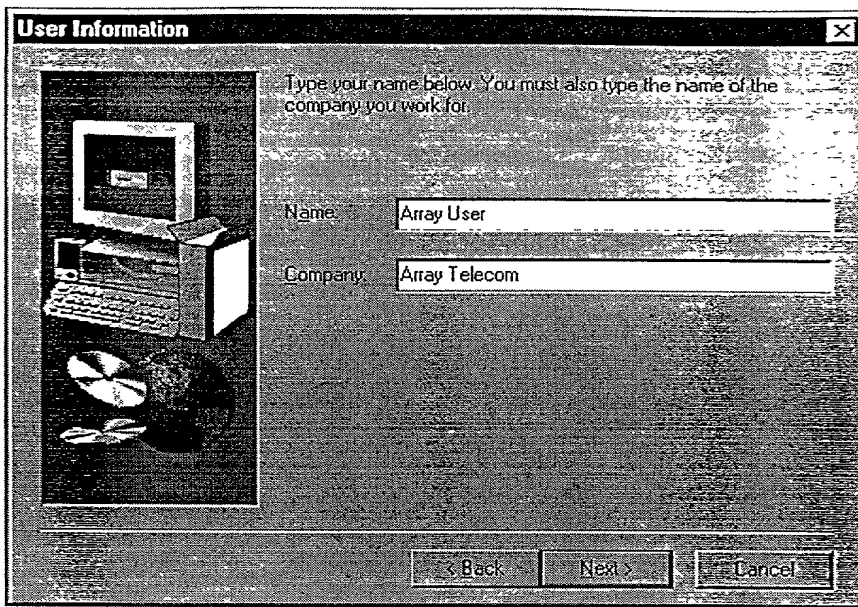 User Information
Type your name below. You must also type the name of the
company you work for.
Name: Array User
Company: Array Telecom
< Back Next > Cancel